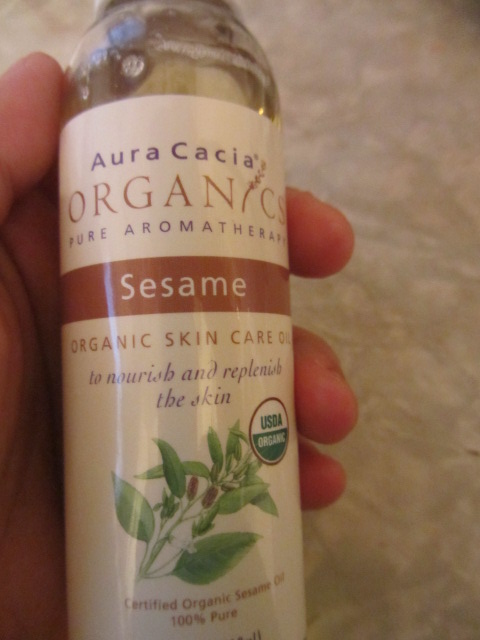 Aura Cacia®
ORGANICS
PURE AROMATHERAPY
Sesame
ORGANIC SKIN CARE OIL
to nourish and replenish
the skin
USDA
ORGANIC
Certified Organic Sesame Oil
100% Pure